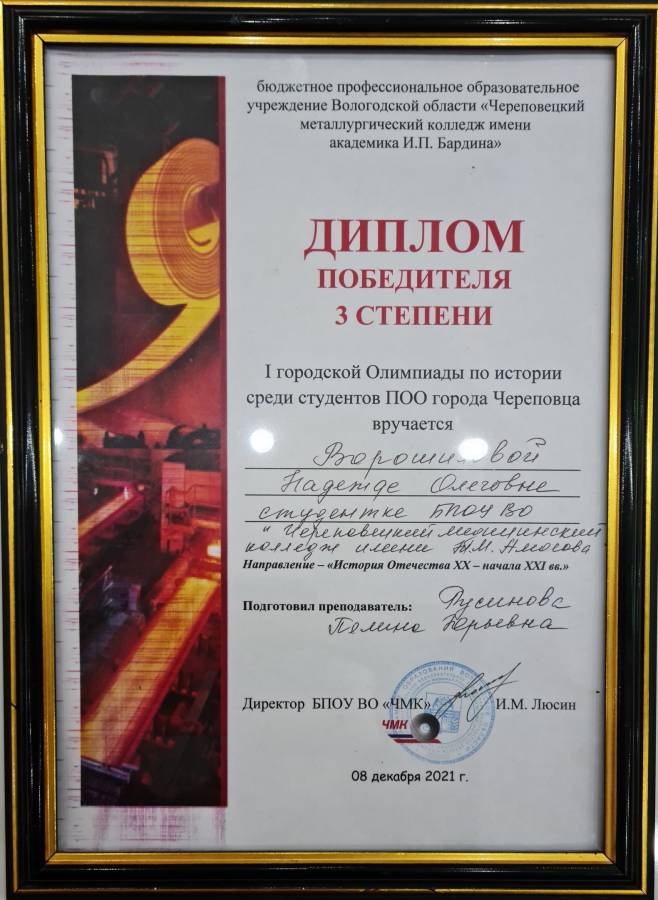 бюджетное профессиональное образовательное
учреждение Вологодской области «Череповецкий
металлургический колледж имени
академика И.П. Бардина»
ДИПЛОМ
ПОБЕДИТЕЛЯ
3 СТЕПЕНИ
I городской Олимпиады по истории
среди студентов ПОО города Череповца
вручается
Ворошиловой
Надежде Олеговне
студентке БПОУ ВО
"Череповецкий медицинский
колледж имени Н.М. Амосова
Направление – «История Отечества XX – начала XXI вв.»
Подготовил преподаватель: Русинова
Юрьевна
Директор БПОУ ВО «ЧМК» И.М. Люсин
ЧМК
08 декабря 2021 г.